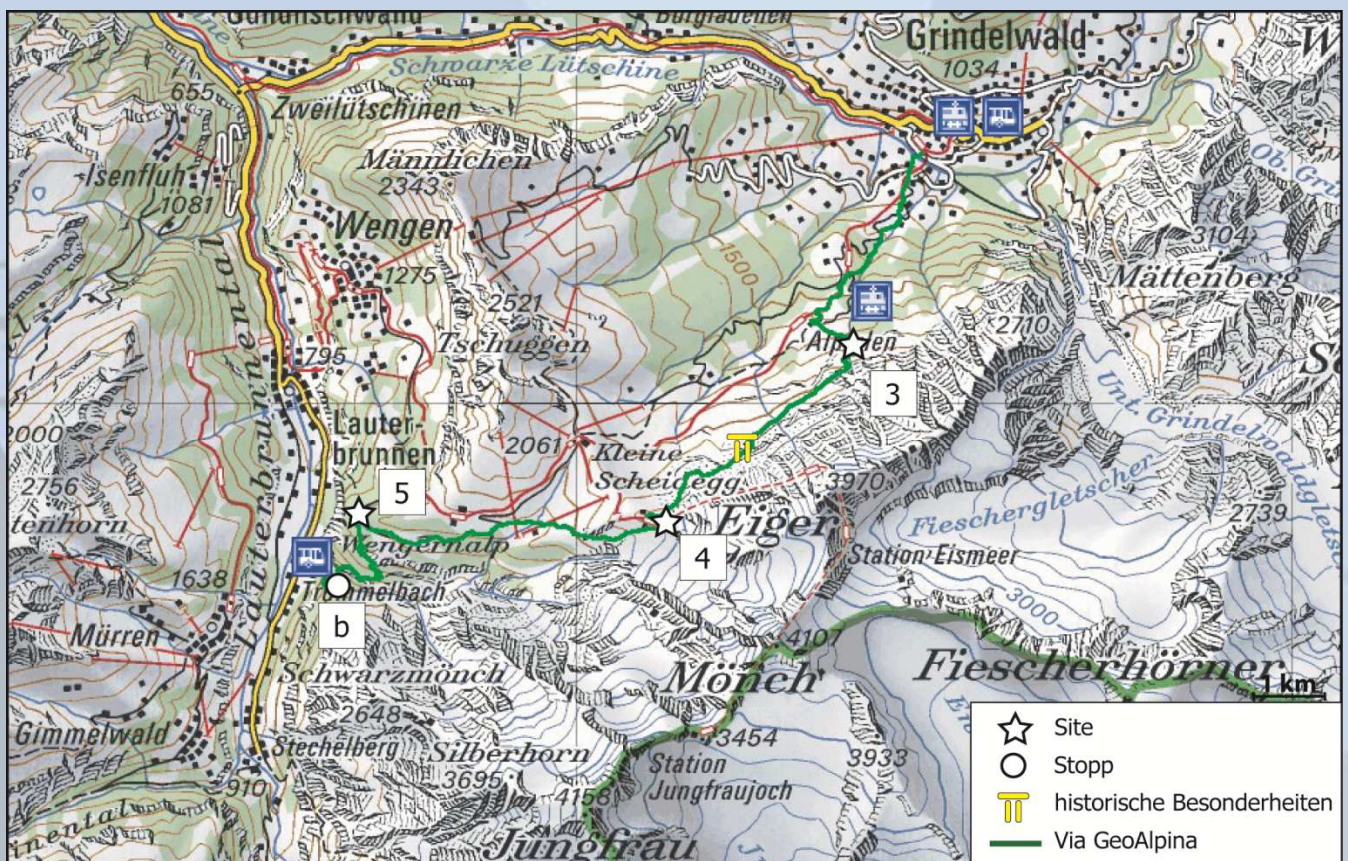 Grindelwald
1034
Schwarze Lütschine
655
Zweilütschinen
Männlichen
2343
Isenfluh
1081
Wengen
1275
1500
3104
Mättenberg
2521
Tschuggen
2710
795
3
Unt. Grindelwaldgletsch
2000
2756
Lauter-
brunnen
2061
Kleine
Scheidegg
5
3970
Eiger
Fieschergletscher
2739
4
Station Eismeer
1638
Trümmelbach
3000
b
Mürren
4107
Schwarzmönch
Mönch
Fiescherhörner
1 km
Gimmelwald
2648
Stechelberg
Silberhorn
3695
3454
Station
Jungfraujoch
3933
910
4158
Jungfrau
Site
Stopp
historische Besonderheiten
Via GeoAlpina